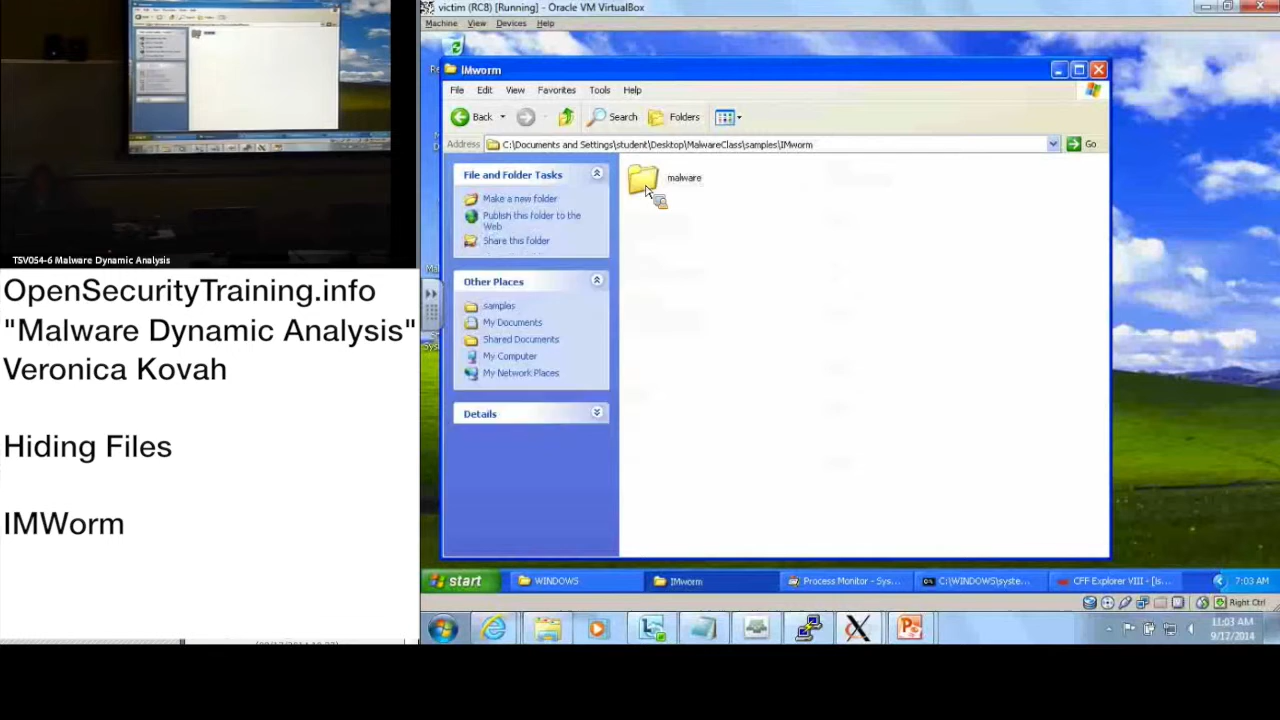 TSV054-6 Malware Dynamic Analysis
OpenSecurityTraining.info
"Malware Dynamic Analysis"
Veronica Kovah
Hiding Files
IMWorm
victim (RC8) [Running] - Oracle VM VirtualBox
Machine View Devices Help
IMworm
File Edit View Favorites Tools Help
Back Search Folders
Address C:\Documents and Settings\student\Desktop\MalwareClass\samples\IMworm Go
File and Folder Tasks
Make a new folder
Publish this folder to the
Web
Share this folder
Other Places
samples
My Documents
Shared Documents
My Computer
My Network Places
Details
malware
start WINDOWS IMworm Process Monitor - Sys... C:\WINDOWS\syste... CFF Explorer VIII - [ls... 7:03 AM
Right Ctrl
11:03 AM
9/17/2014